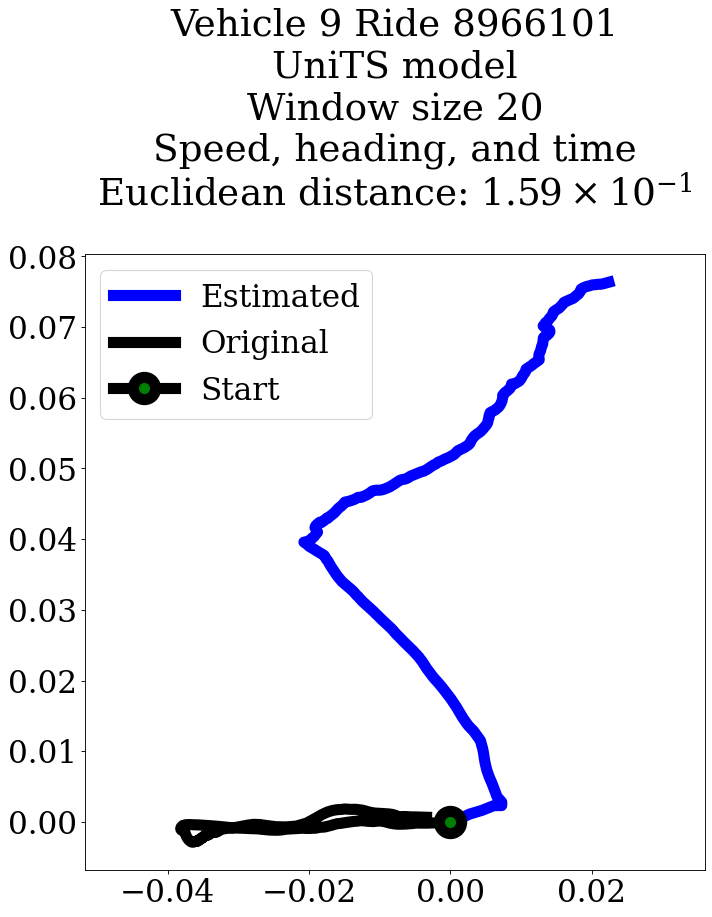 Vehicle 9 Ride 8966101
UniTS model
Window size 20
Speed, heading, and time
Euclidean distance: 1.59 × 10⁻¹
Estimated
Original
Start
0.08
0.07
0.06
0.05
0.04
0.03
0.02
0.01
0.00
−0.04
−0.02
0.00
0.02